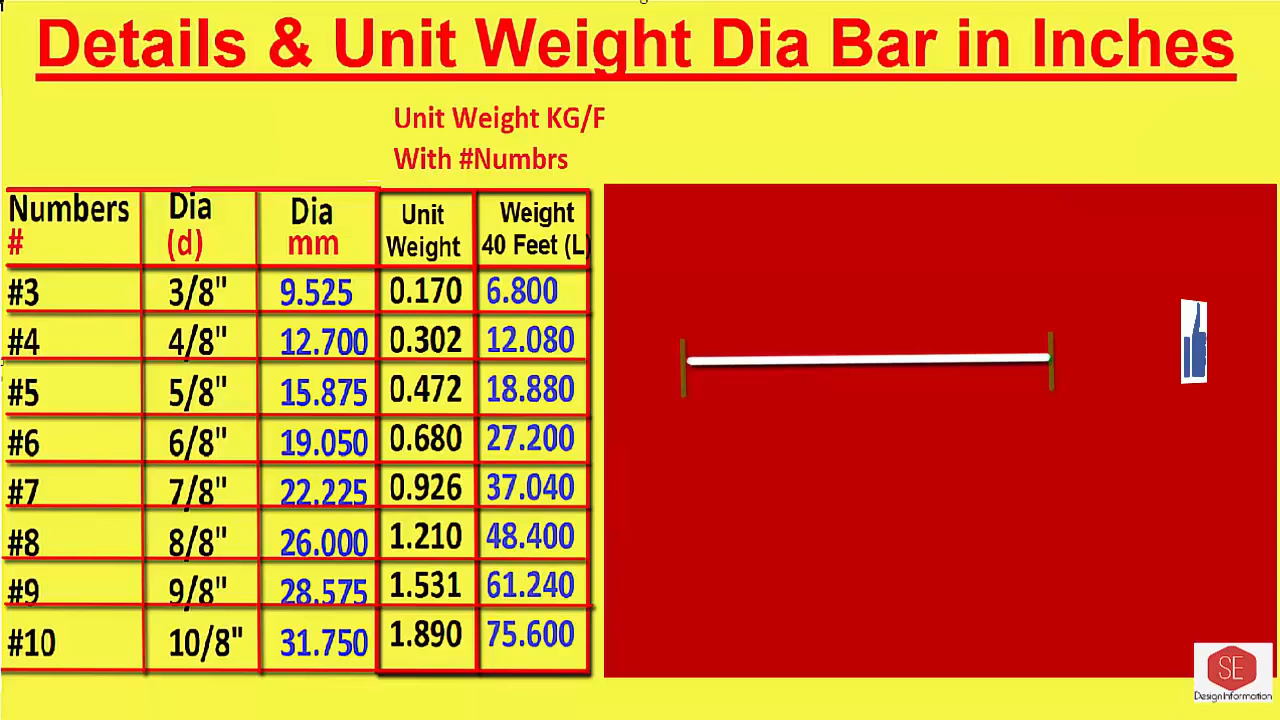 Details & Unit Weight Dia Bar in Inches
Unit Weight KG/F
With #Numbrs
Numbers # Dia (d) Dia mm Unit Weight Weight 40 Feet (L)
#3 3/8" 9.525 0.170 6.800
#4 4/8" 12.700 0.302 12.080
#5 5/8" 15.875 0.472 18.880
#6 6/8" 19.050 0.680 27.200
#7 7/8" 22.225 0.926 37.040
#8 8/8" 26.000 1.210 48.400
#9 9/8" 28.575 1.531 61.240
#10 10/8" 31.750 1.890 75.600
SE
Design Information